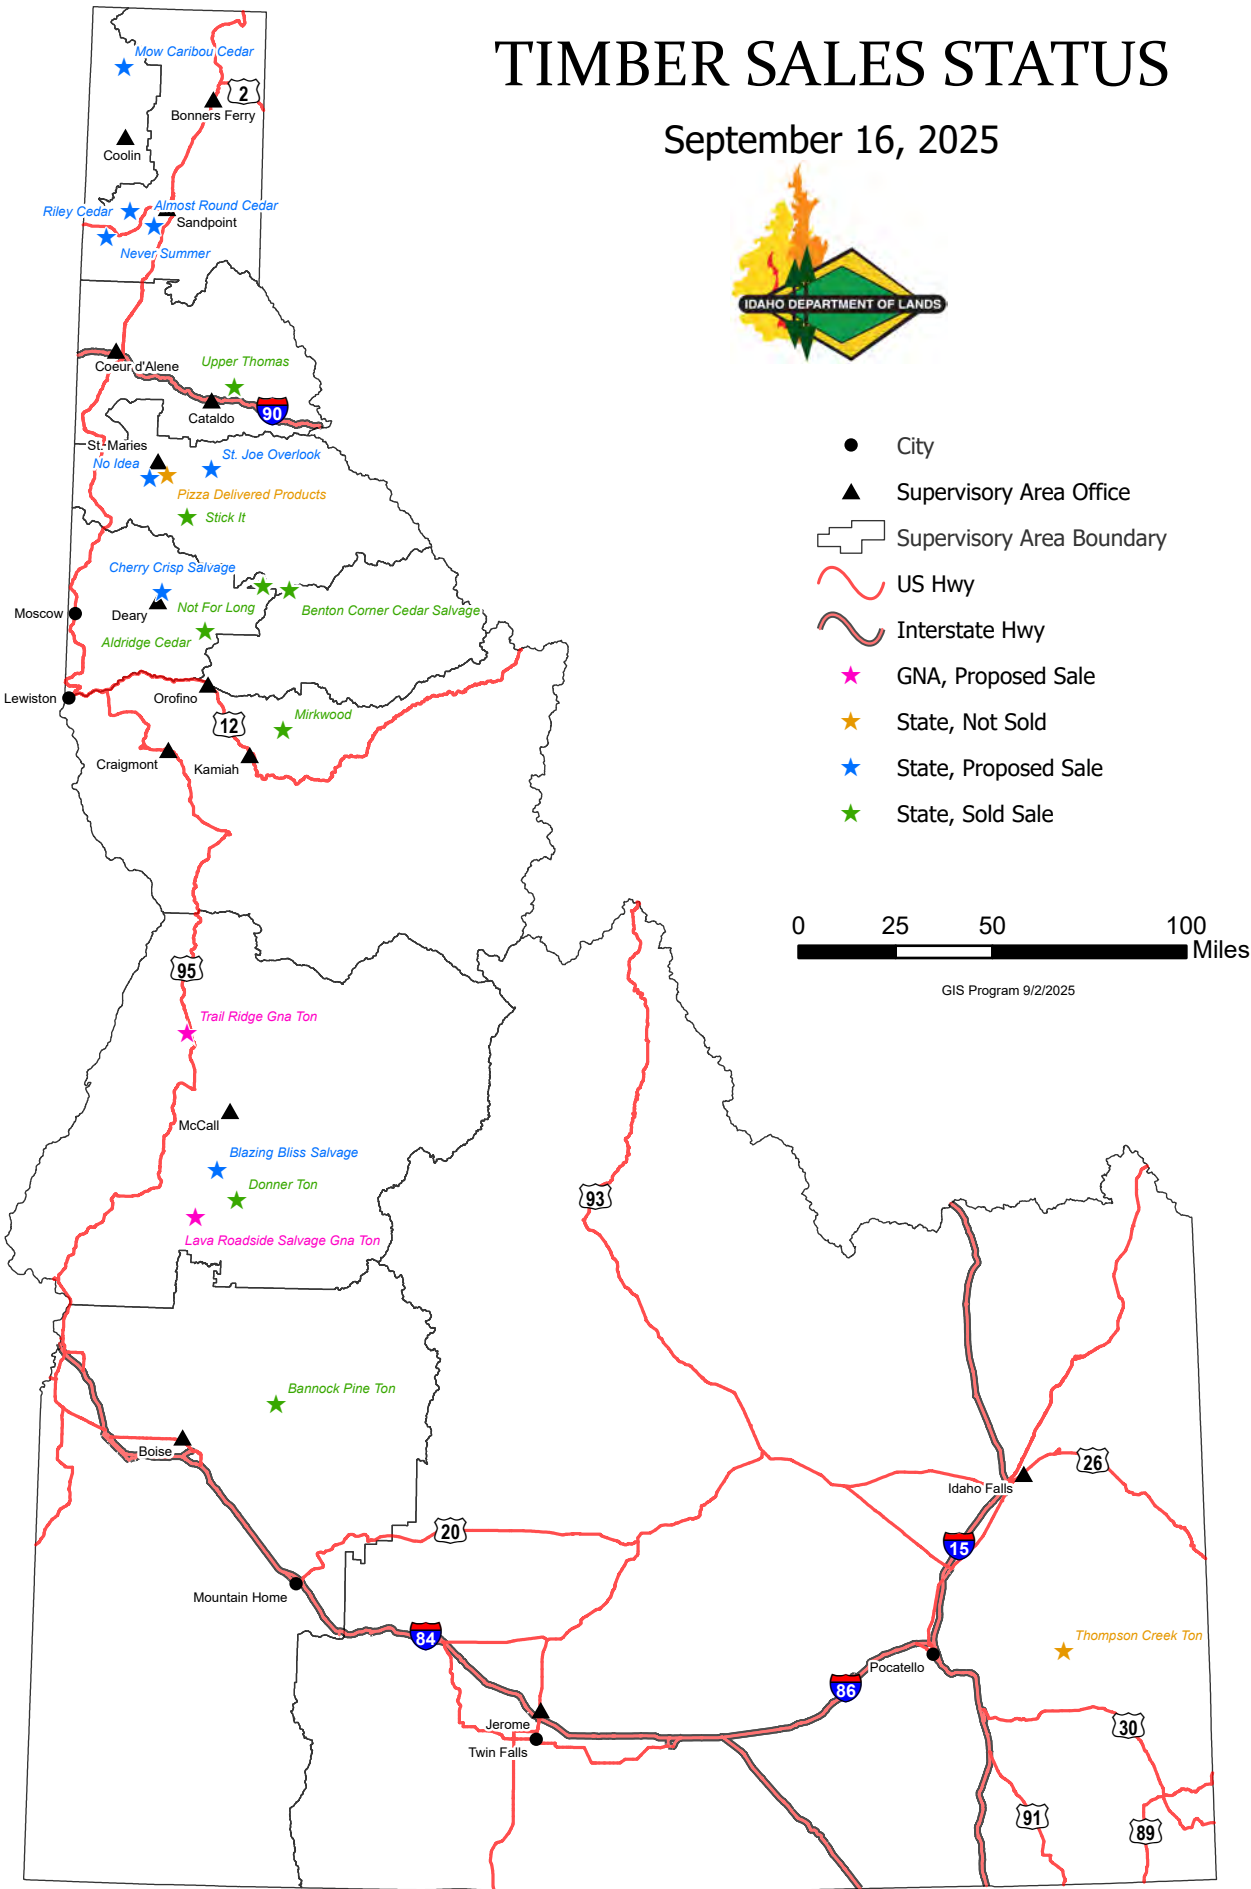 TIMBER SALES STATUS
September 16, 2025
IDAHO DEPARTMENT OF LANDS
City
Supervisory Area Office
Supervisory Area Boundary
US Hwy
Interstate Hwy
GNA, Proposed Sale
State, Not Sold
State, Proposed Sale
State, Sold Sale
0 25 50 100
Miles
GIS Program 9/2/2025
Mow Caribou Cedar
2
Bonners Ferry
Coolin
Riley Cedar
Almost Round Cedar
Sandpoint
Never Summer
Upper Thomas
Coeur d'Alene
Cataldo
90
St. Maries
No Idea
St. Joe Overlook
Pizza Delivered Products
Stick It
Cherry Crisp Salvage
Moscow
Deary
Not For Long
Benton Corner Cedar Salvage
Aldridge Cedar
Lewiston
Orofino
12
Mirkwood
Craigmont
Kamiah
95
Trail Ridge Gna Ton
McCall
Blazing Bliss Salvage
Donner Ton
Lava Roadside Salvage Gna Ton
93
Bannock Pine Ton
Boise
Idaho Falls
26
20
15
Mountain Home
84
Thompson Creek Ton
Pocatello
86
Jerome
Twin Falls
30
91
89